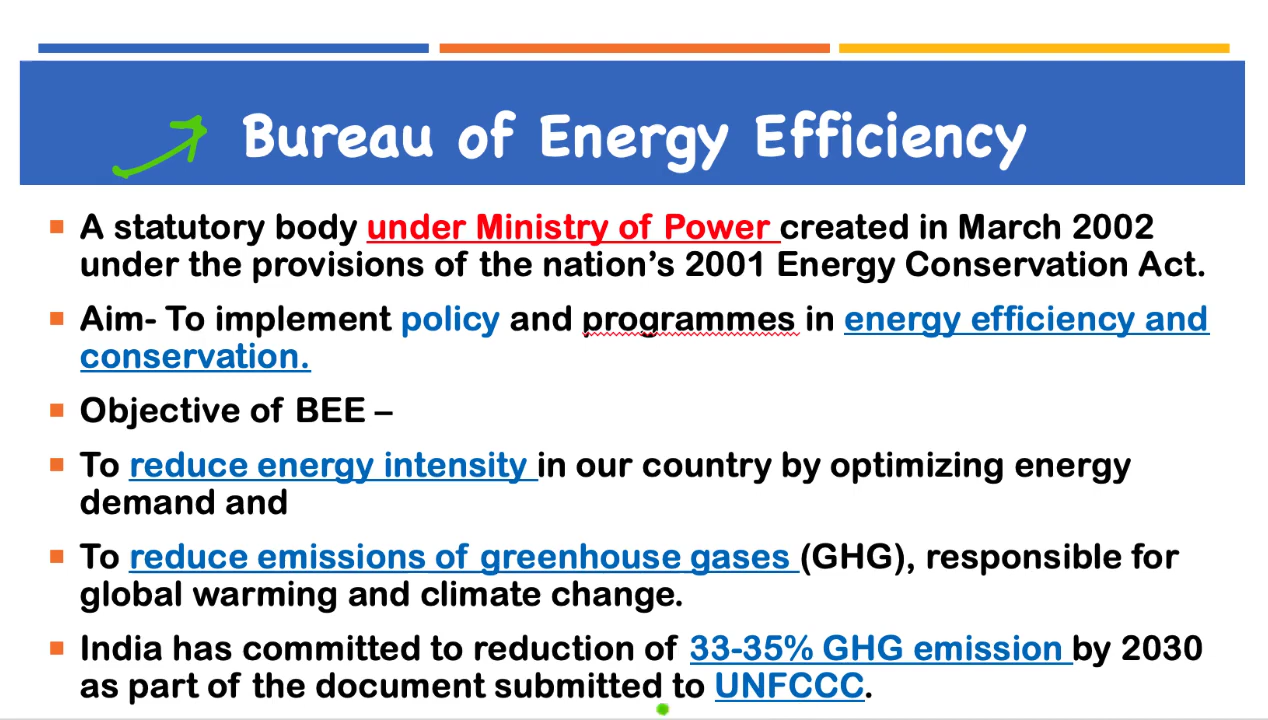 Bureau of Energy Efficiency
A statutory body under Ministry of Power created in March 2002
under the provisions of the nation's 2001 Energy Conservation Act.
Aim- To implement policy and programmes in energy efficiency and
conservation.
Objective of BEE –
To reduce energy intensity in our country by optimizing energy
demand and
To reduce emissions of greenhouse gases (GHG), responsible for
global warming and climate change.
India has committed to reduction of 33-35% GHG emission by 2030
as part of the document submitted to UNFCCC.